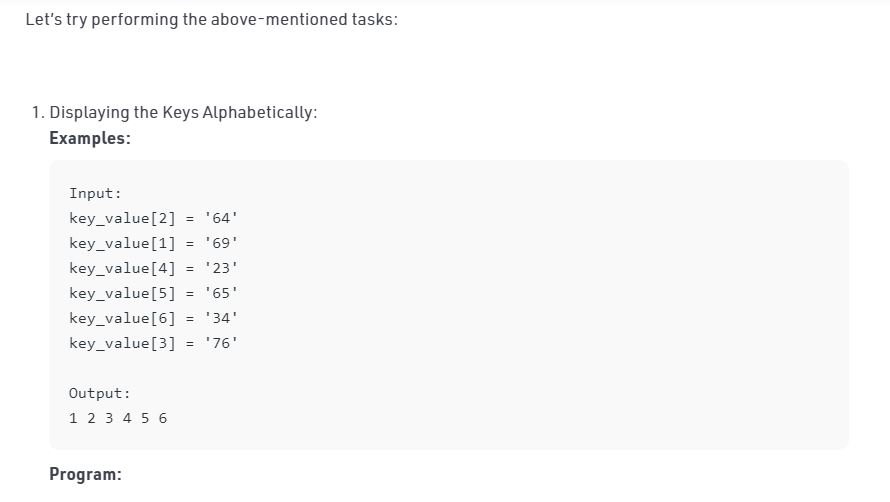 Let's try performing the above-mentioned tasks:
1. Displaying the Keys Alphabetically:
Examples:
Input:
key_value[2] = '64'
key_value[1] = '69'
key_value[4] = '23'
key_value[5] = '65'
key_value[6] = '34'
key_value[3] = '76'
Output:
1 2 3 4 5 6
Program: